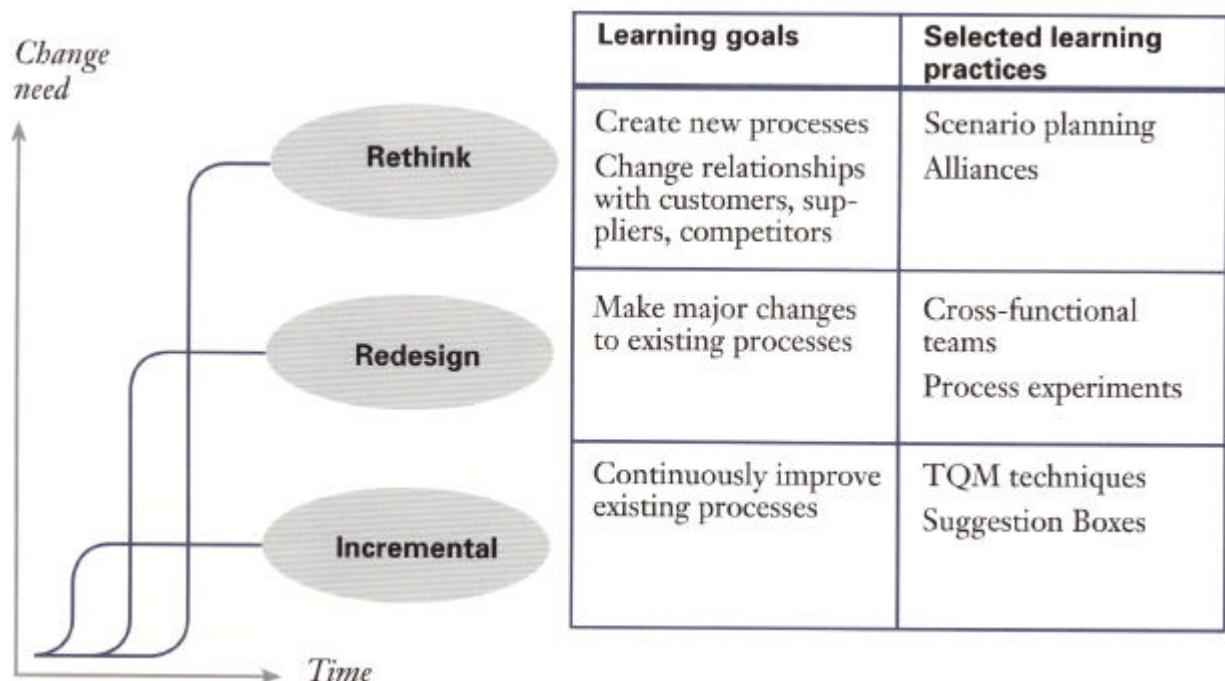 Change
need
Rethink
Redesign
Incremental
Time
Learning goals
Selected learning
practices
Create new processes
Change relationships
with customers, sup-
pliers, competitors
Scenario planning
Alliances
Make major changes
to existing processes
Cross-functional
teams
Process experiments
Continuously improve
existing processes
TQM techniques
Suggestion Boxes